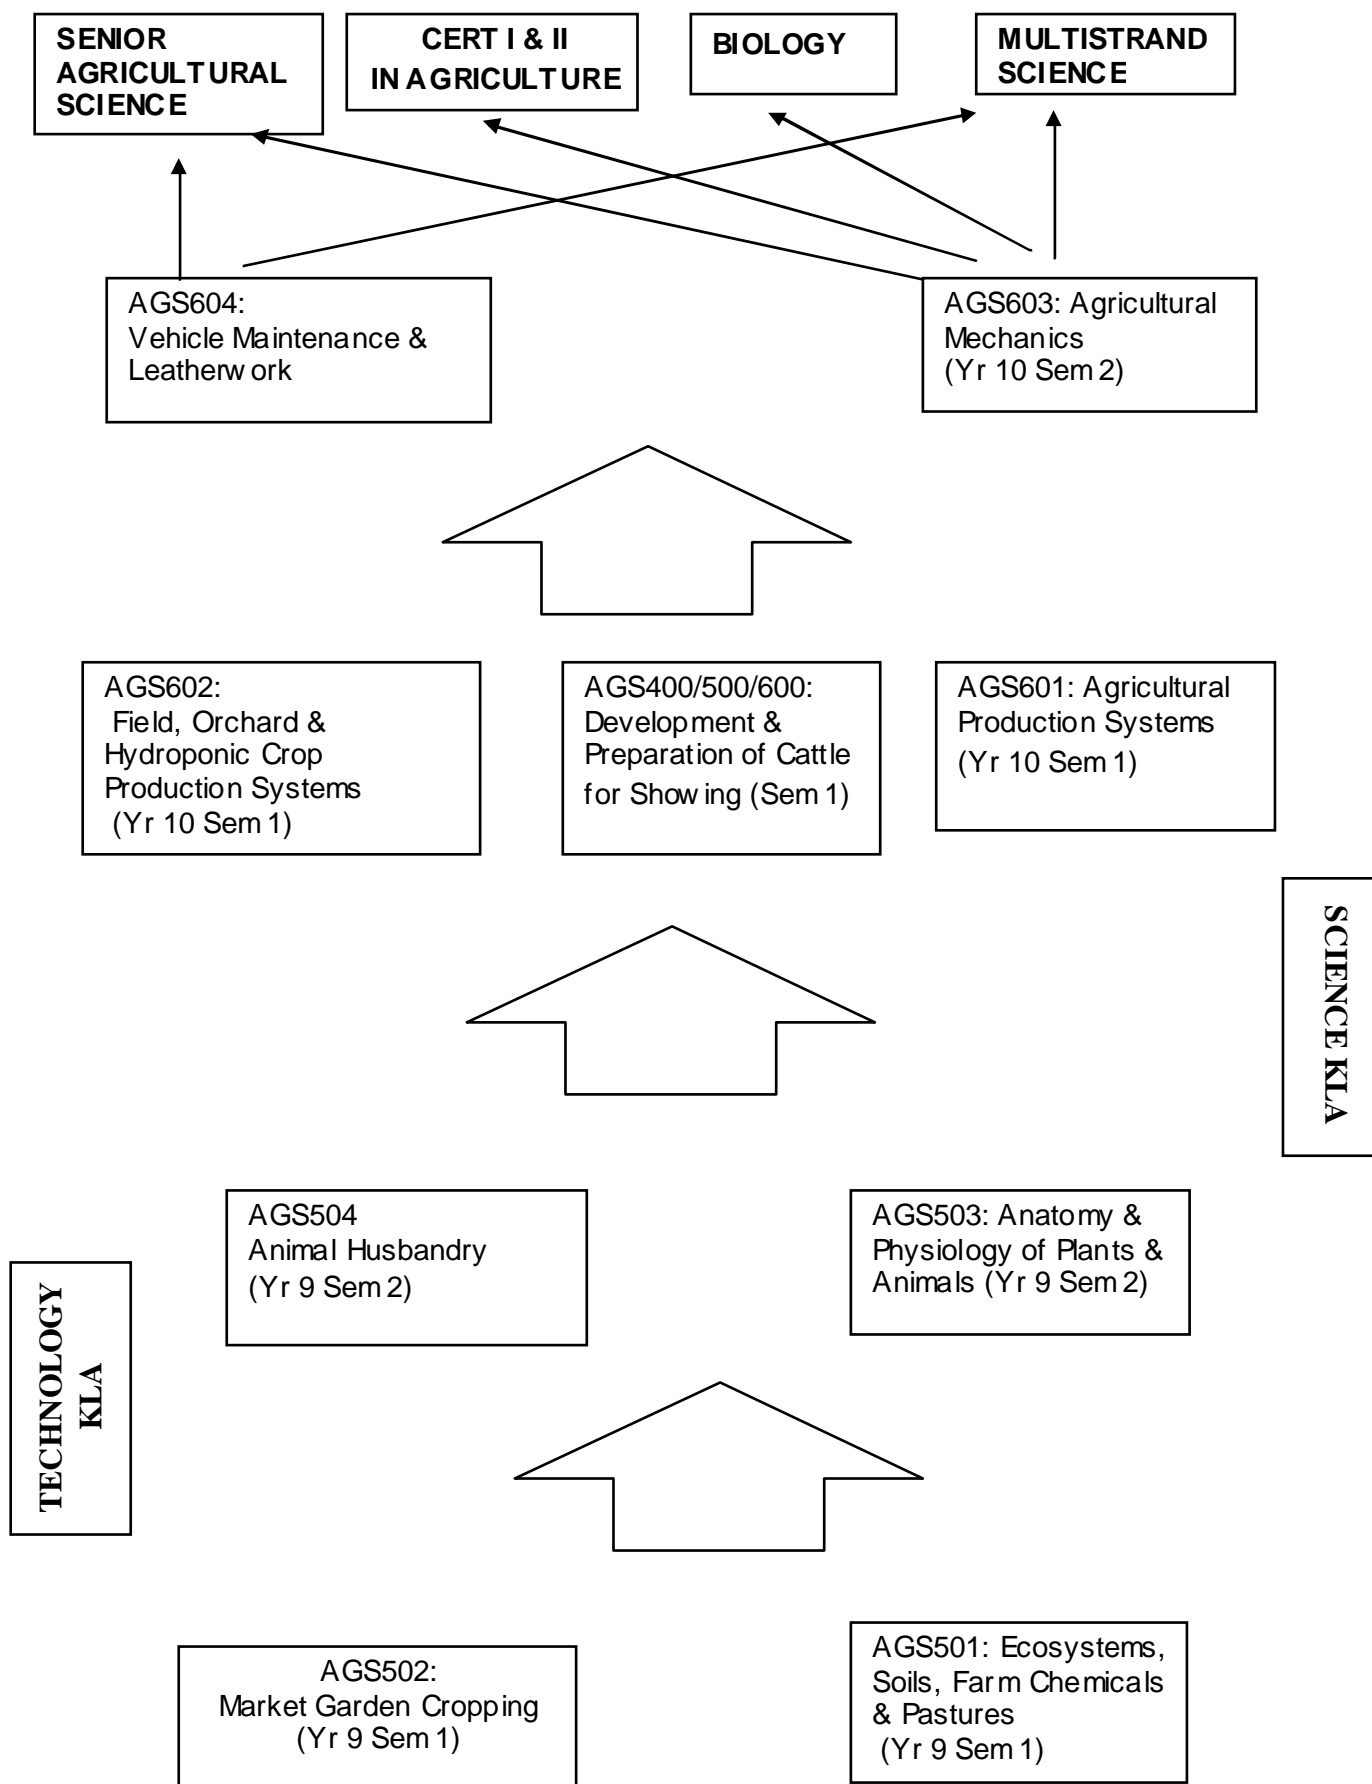 SENIOR
AGRICULTURAL
SCIENCE
CERT I & II
IN AGRICULTURE
BIOLOGY
MULTISTRAND
SCIENCE
AGS604:
Vehicle Maintenance &
Leatherwork
AGS603: Agricultural
Mechanics
(Yr 10 Sem 2)
AGS602:
Field, Orchard &
Hydroponic Crop
Production Systems
(Yr 10 Sem 1)
AGS400/500/600:
Development &
Preparation of Cattle
for Showing (Sem 1)
AGS601: Agricultural
Production Systems
(Yr 10 Sem 1)
SCIENCE KLA
AGS504
Animal Husbandry
(Yr 9 Sem 2)
AGS503: Anatomy &
Physiology of Plants &
Animals (Yr 9 Sem 2)
TECHNOLOGY
KLA
AGS502:
Market Garden Cropping
(Yr 9 Sem 1)
AGS501: Ecosystems,
Soils, Farm Chemicals
& Pastures
(Yr 9 Sem 1)